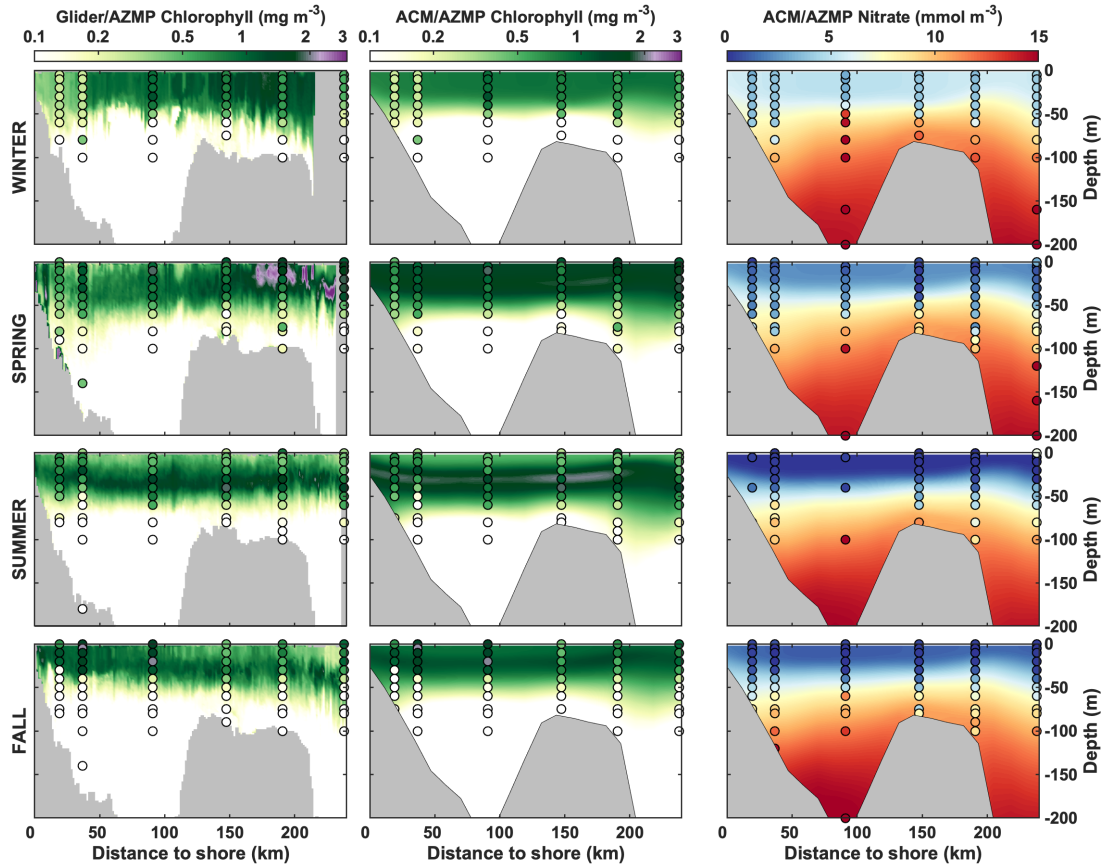 Glider/AZMP Chlorophyll (mg m⁻³) ACM/AZMP Chlorophyll (mg m⁻³) ACM/AZMP Nitrate (mmol m⁻³)
0.1 0.2 0.5 1 2 3 0.1 0.2 0.5 1 2 3 0 5 10 15
WINTER
0
-50
-100
-150
-200
Depth (m)
SPRING
0
-50
-100
-150
-200
Depth (m)
SUMMER
0
-50
-100
-150
-200
Depth (m)
FALL
0
-50
-100
-150
-200
Depth (m)
0 50 100 150 200 0 50 100 150 200 0 50 100 150 200
Distance to shore (km) Distance to shore (km) Distance to shore (km)